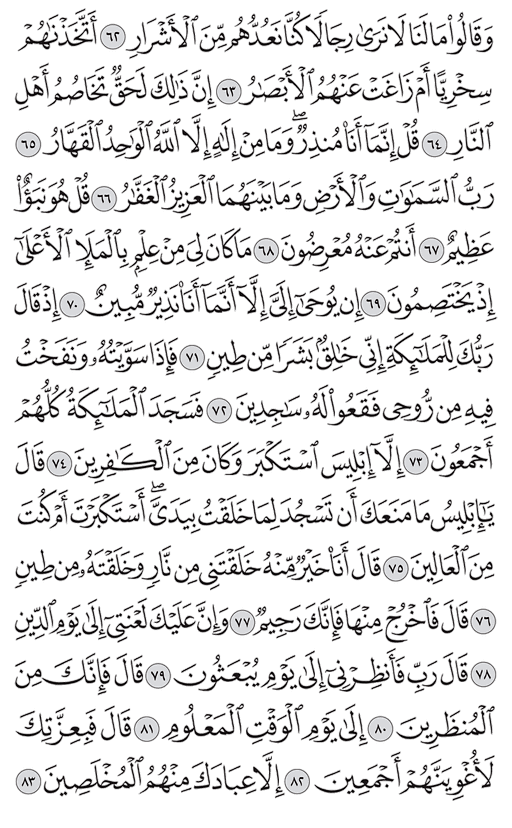 وَقَالُوا۟ مَا لَنَا لَا نَرَىٰ رِجَالًا كُنَّا نَعُدُّهُم مِّنَ ٱلْأَشْرَارِ ٦٢ أَتَّخَذْنَٰهُمْ
سِخْرِيًّا أَمْ زَاغَتْ عَنْهُمُ ٱلْأَبْصَٰرُ ٦٣ إِنَّ ذَٰلِكَ لَحَقٌّ تَخَاصُمُ أَهْلِ
ٱلنَّارِ ٦٤ قُلْ إِنَّمَآ أَنَا۠ مُنذِرٌ ۖ وَمَا مِنْ إِلَٰهٍ إِلَّا ٱللَّهُ ٱلْوَٰحِدُ ٱلْقَهَّارُ ٦٥
رَبُّ ٱلسَّمَٰوَٰتِ وَٱلْأَرْضِ وَمَا بَيْنَهُمَا ٱلْعَزِيزُ ٱلْغَفَّٰرُ ٦٦ قُلْ هُوَ نَبَؤٌا۟
عَظِيمٌ ٦٧ أَنتُمْ عَنْهُ مُعْرِضُونَ ٦٨ مَا كَانَ لِىَ مِنْ عِلْمٍۭ بِٱلْمَلَإِ ٱلْأَعْلَىٰٓ
إِذْ يَخْتَصِمُونَ ٦٩ إِن يُوحَىٰٓ إِلَىَّ إِلَّآ أَنَّمَآ أَنَا۠ نَذِيرٌ مُّبِينٌ ٧٠ إِذْ قَالَ
رَبُّكَ لِلْمَلَٰٓئِكَةِ إِنِّى خَٰلِقٌۢ بَشَرًا مِّن طِينٍ ٧١ فَإِذَا سَوَّيْتُهُۥ وَنَفَخْتُ
فِيهِ مِن رُّوحِى فَقَعُوا۟ لَهُۥ سَٰجِدِينَ ٧٢ فَسَجَدَ ٱلْمَلَٰٓئِكَةُ كُلُّهُمْ
أَجْمَعُونَ ٧٣ إِلَّآ إِبْلِيسَ ٱسْتَكْبَرَ وَكَانَ مِنَ ٱلْكَٰفِرِينَ ٧٤ قَالَ
يَٰٓإِبْلِيسُ مَا مَنَعَكَ أَن تَسْجُدَ لِمَا خَلَقْتُ بِيَدَىَّ ۖ أَسْتَكْبَرْتَ أَمْ كُنتَ
مِنَ ٱلْعَالِينَ ٧٥ قَالَ أَنَا۠ خَيْرٌ مِّنْهُ خَلَقْتَنِى مِن نَّارٍ وَخَلَقْتَهُۥ مِن طِينٍ
٧٦ قَالَ فَٱخْرُجْ مِنْهَا فَإِنَّكَ رَجِيمٌ ٧٧ وَإِنَّ عَلَيْكَ لَعْنَتِىٓ إِلَىٰ يَوْمِ ٱلدِّينِ
٧٨ قَالَ رَبِّ فَأَنظِرْنِىٓ إِلَىٰ يَوْمِ يُبْعَثُونَ ٧٩ قَالَ فَإِنَّكَ مِنَ
ٱلْمُنظَرِينَ ٨٠ إِلَىٰ يَوْمِ ٱلْوَقْتِ ٱلْمَعْلُومِ ٨١ قَالَ فَبِعِزَّتِكَ
لَأُغْوِيَنَّهُمْ أَجْمَعِينَ ٨٢ إِلَّا عِبَادَكَ مِنْهُمُ ٱلْمُخْلَصِينَ ٨٣